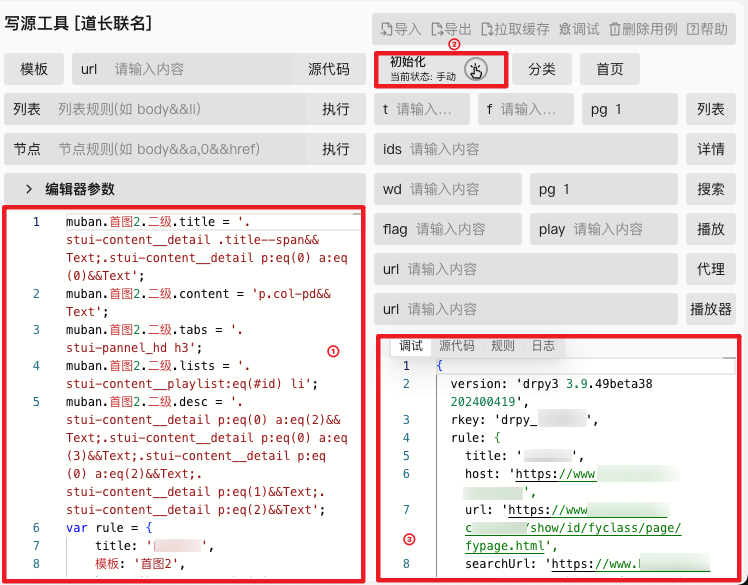 写源工具 [道长联名]
导入 导出 拉取缓存 嗷调试 删除用例 帮助
②
模板 url 请输入内容 源代码
初始化
当前状态: 手动
分类 首页
列表 列表规则(如 body&&li) 执行
t 请输入... f 请输入... pg 1 列表
节点 节点规则(如 body&&a,0&&href) 执行
ids 请输入内容 详情
编辑器参数
wd 请输入内容 pg 1 搜索
flag 请输入内容 play 请输入内容 播放
url 请输入内容 代理
url 请输入内容 播放器
1 muban.首图2.二级.title = '.
stui-content__detail .title--span&&
Text;.stui-content__detail p:eq(0) a:eq
(0)&&Text';
2 muban.首图2.二级.content = 'p.col-pd&&
Text';
3 muban.首图2.二级.tabs = '.
stui-pannel_hd h3';
4 muban.首图2.二级.lists = '.
stui-content__playlist:eq(#id) li';
5 muban.首图2.二级.desc = '.
stui-content__detail p:eq(0) a:eq(2)&&
Text;.stui-content__detail p:eq(0) a:eq
(3)&&Text;.stui-content__detail p:eq
(0) a:eq(2)&&Text;.
stui-content__detail p:eq(1)&&Text;.
stui-content__detail p:eq(2)&&Text';
6 var rule = {
7 title: '
',
8 模板: '首图2',
①
调试 源代码 规则 日志
1 {
2 version: 'drpy3 3.9.49beta38
202400419',
3 rkey: 'drpy_
',
4 rule: {
5 title: '
',
6 host: 'https://www
',
7 url: 'https://www
c
/show/id/fyclass/page/
fypage.html',
8 searchUrl: 'https://www.
③